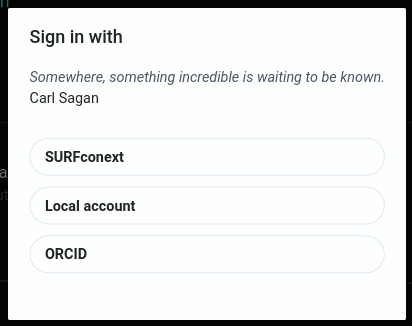 Sign in with
Somewhere, something incredible is waiting to be known.
Carl Sagan
SURFconext
Local account
ORCID